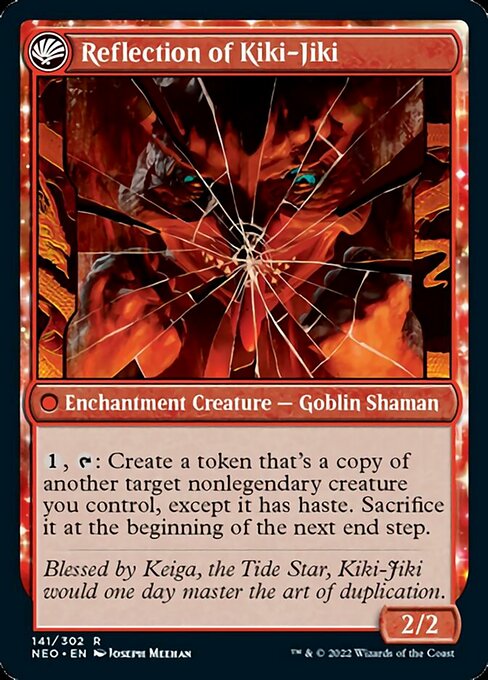 Reflection of Kiki-Jiki
Enchantment Creature — Goblin Shaman
1, T: Create a token that's a copy of
another target nonlegendary creature
you control, except it has haste. Sacrifice
it at the beginning of the next end step.
Blessed by Keiga, the Tide Star, Kiki-Jiki
would one day master the art of duplication.
2/2
141/302 R
NEO • EN Joseph Meehan
™ & © 2022 Wizards of the Coast